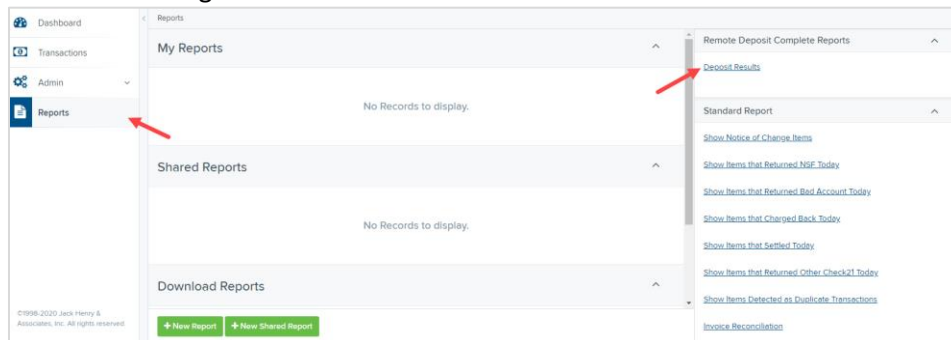 Dashboard
Transactions
Admin
Reports
©1998-2020 Jack Henry &
Associates, Inc. All rights reserved
Reports
My Reports
No Records to display.
Shared Reports
No Records to display.
Download Reports
+ New Report
+ New Shared Report
Remote Deposit Complete Reports
Deposit Results
Standard Report
Show Notice of Change Items
Show Items that Returned NSF Today
Show Items that Returned Bad Account Today
Show Items that Charged Back Today
Show Items that Settled Today
Show Items that Returned Other Check21 Today
Show Items Detected as Duplicate Transactions
Invoice Reconciliation